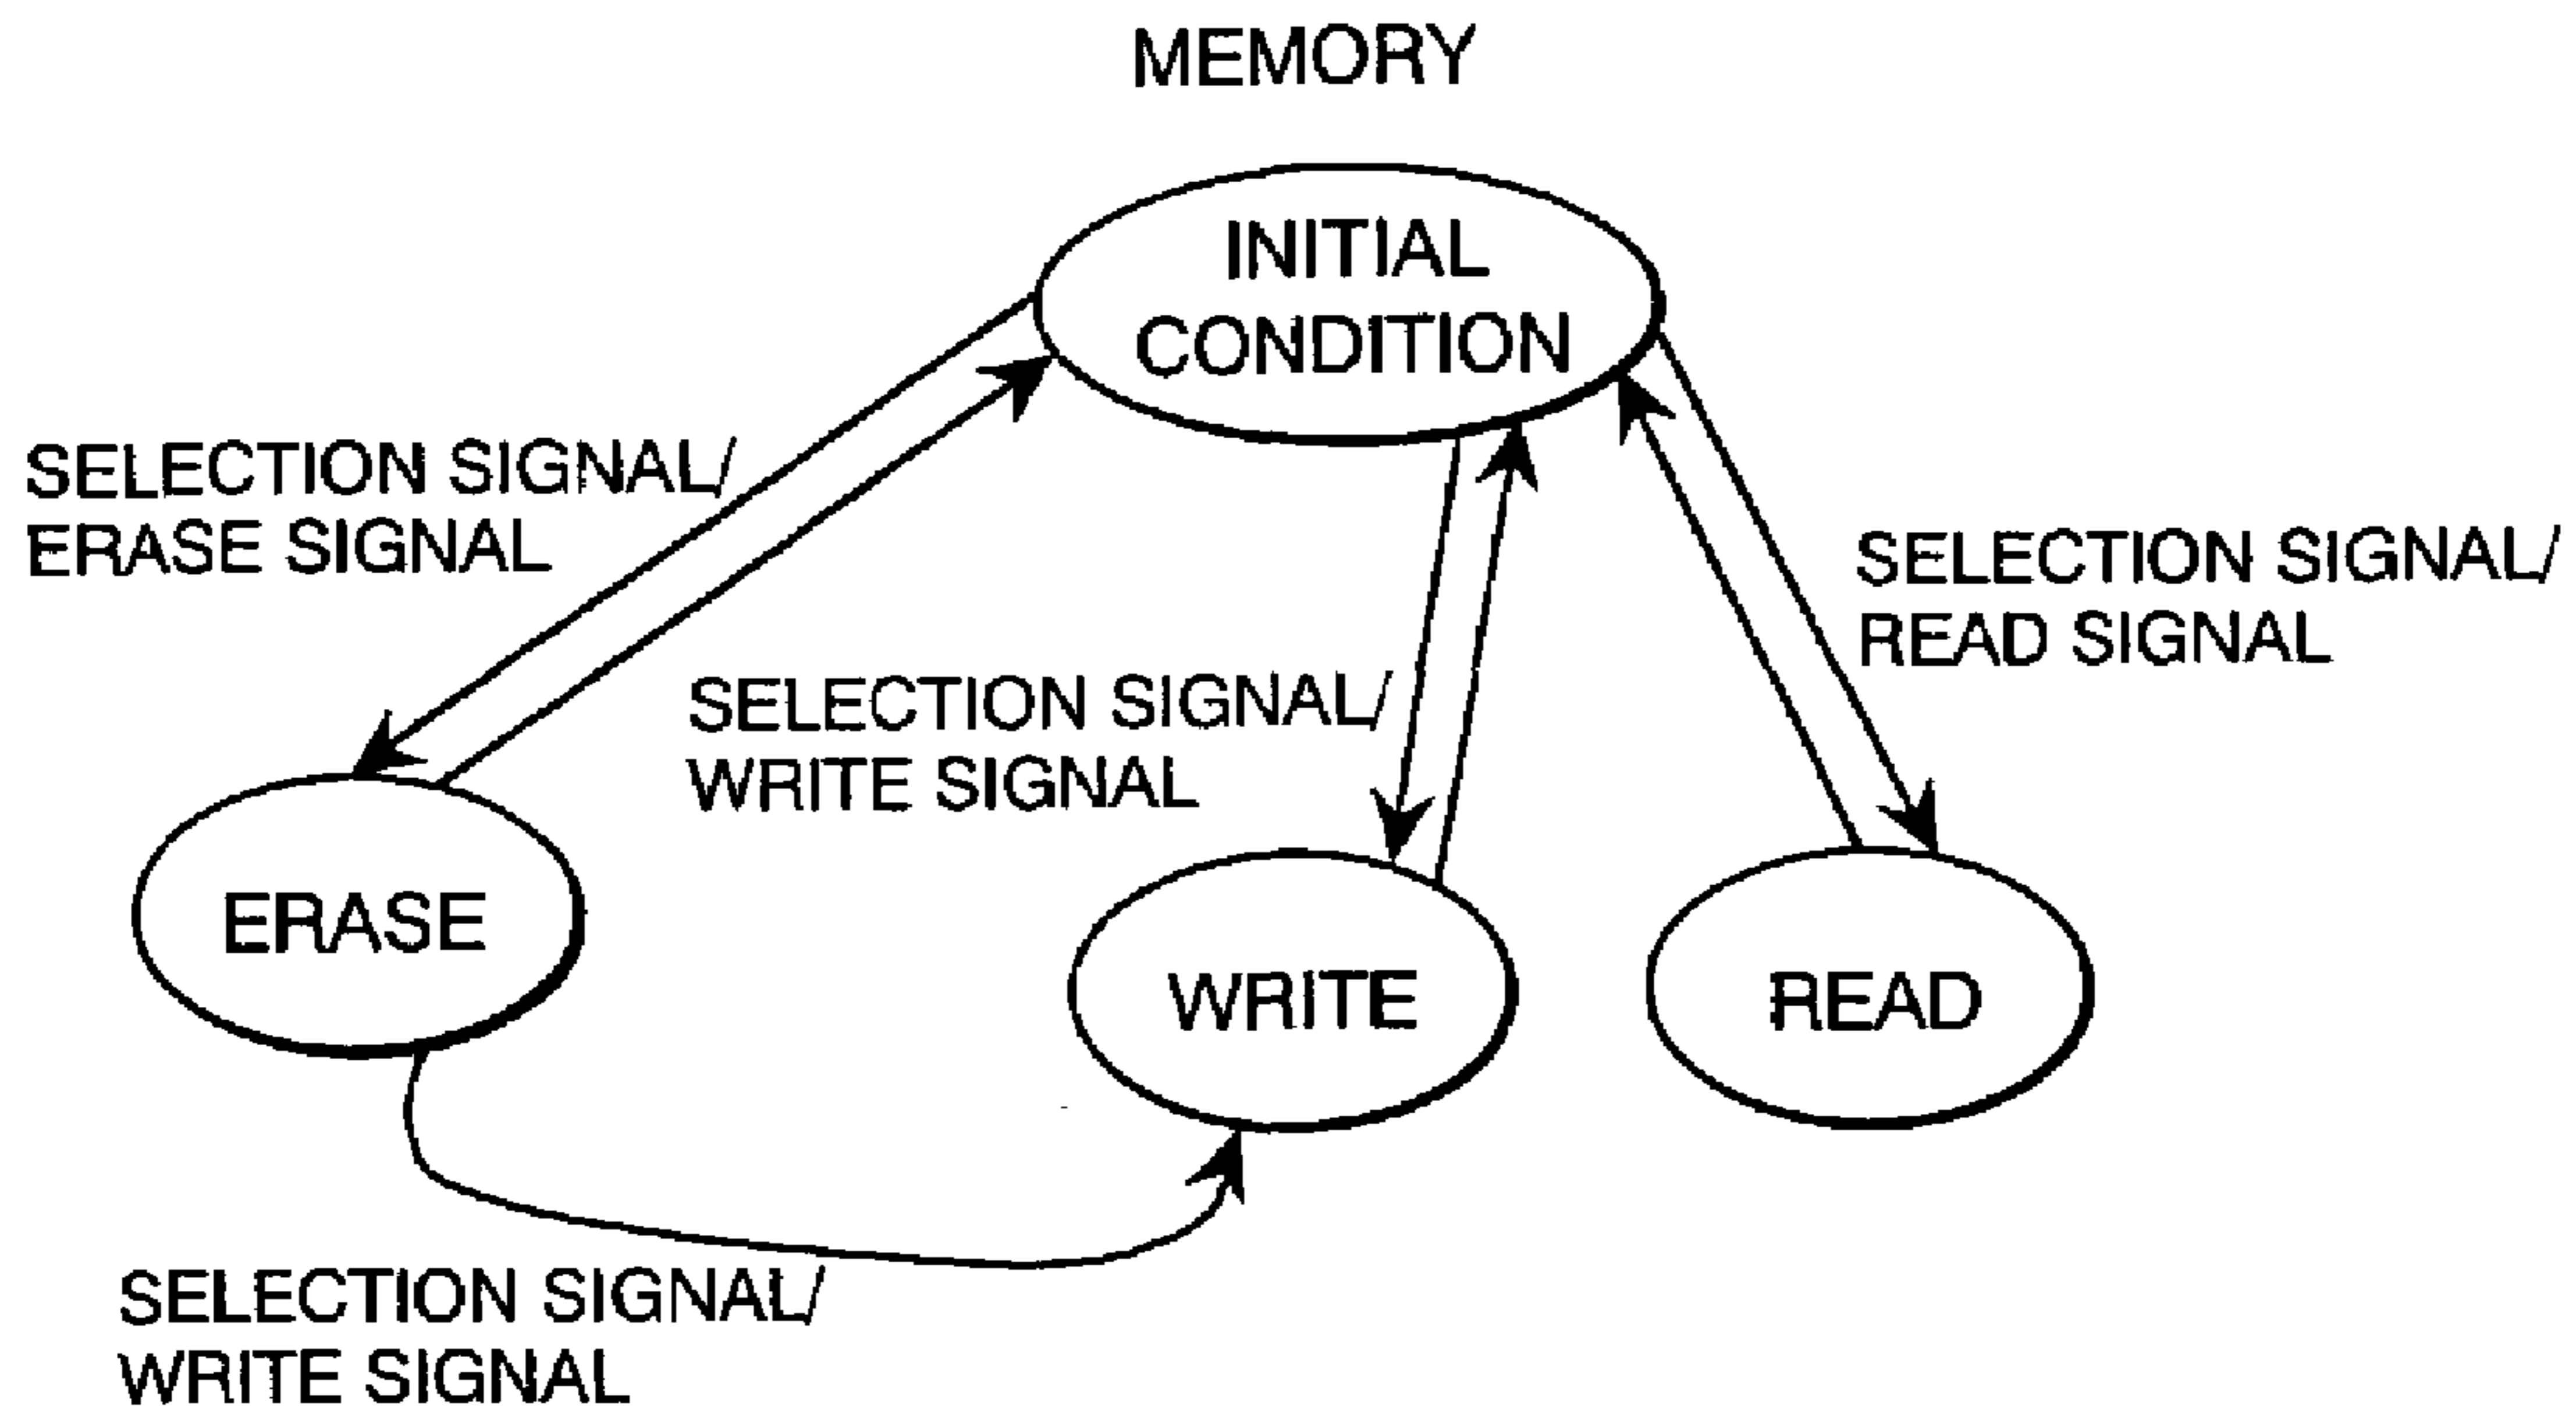 MEMORY
INITIAL
CONDITION
SELECTION SIGNAL/
ERASE SIGNAL
SELECTION SIGNAL/
READ SIGNAL
SELECTION SIGNAL/
WRITE SIGNAL
ERASE
WRITE
READ
SELECTION SIGNAL/
WRITE SIGNAL